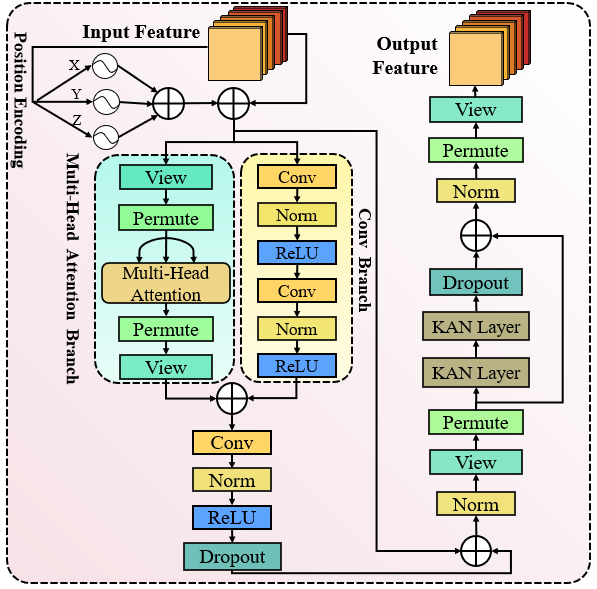 Input Feature
Position Encoding
X
Y
Z
Multi-Head Attention Branch
View
Permute
Multi-Head
Attention
Permute
View
Conv Branch
Conv
Norm
ReLU
Conv
Norm
ReLU
Conv
Norm
ReLU
Dropout
Output
Feature
View
Permute
Norm
Dropout
KAN Layer
KAN Layer
Permute
View
Norm